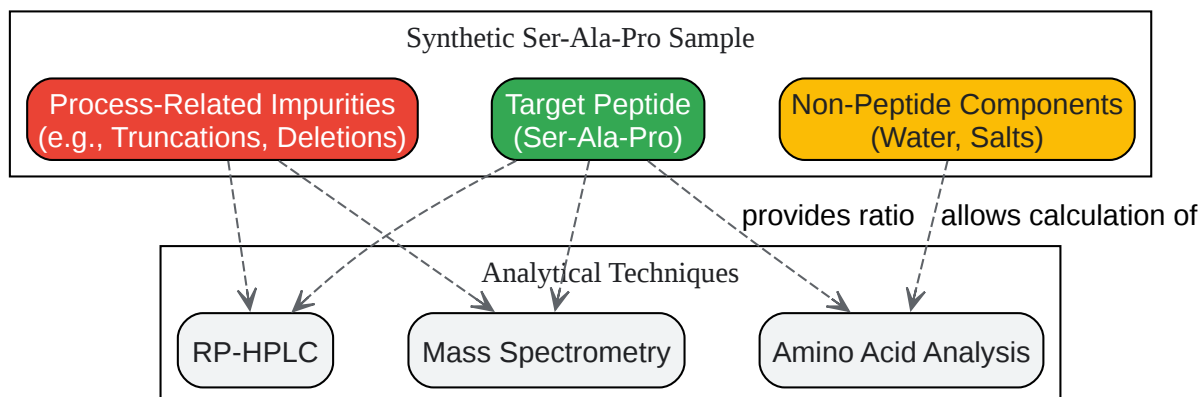 Synthetic Ser-Ala-Pro Sample
Process-Related Impurities
(e.g., Truncations, Deletions)
Target Peptide
(Ser-Ala-Pro)
Non-Peptide Components
(Water, Salts)
provides ratio
allows calculation of
Analytical Techniques
RP-HPLC
Mass Spectrometry
Amino Acid Analysis